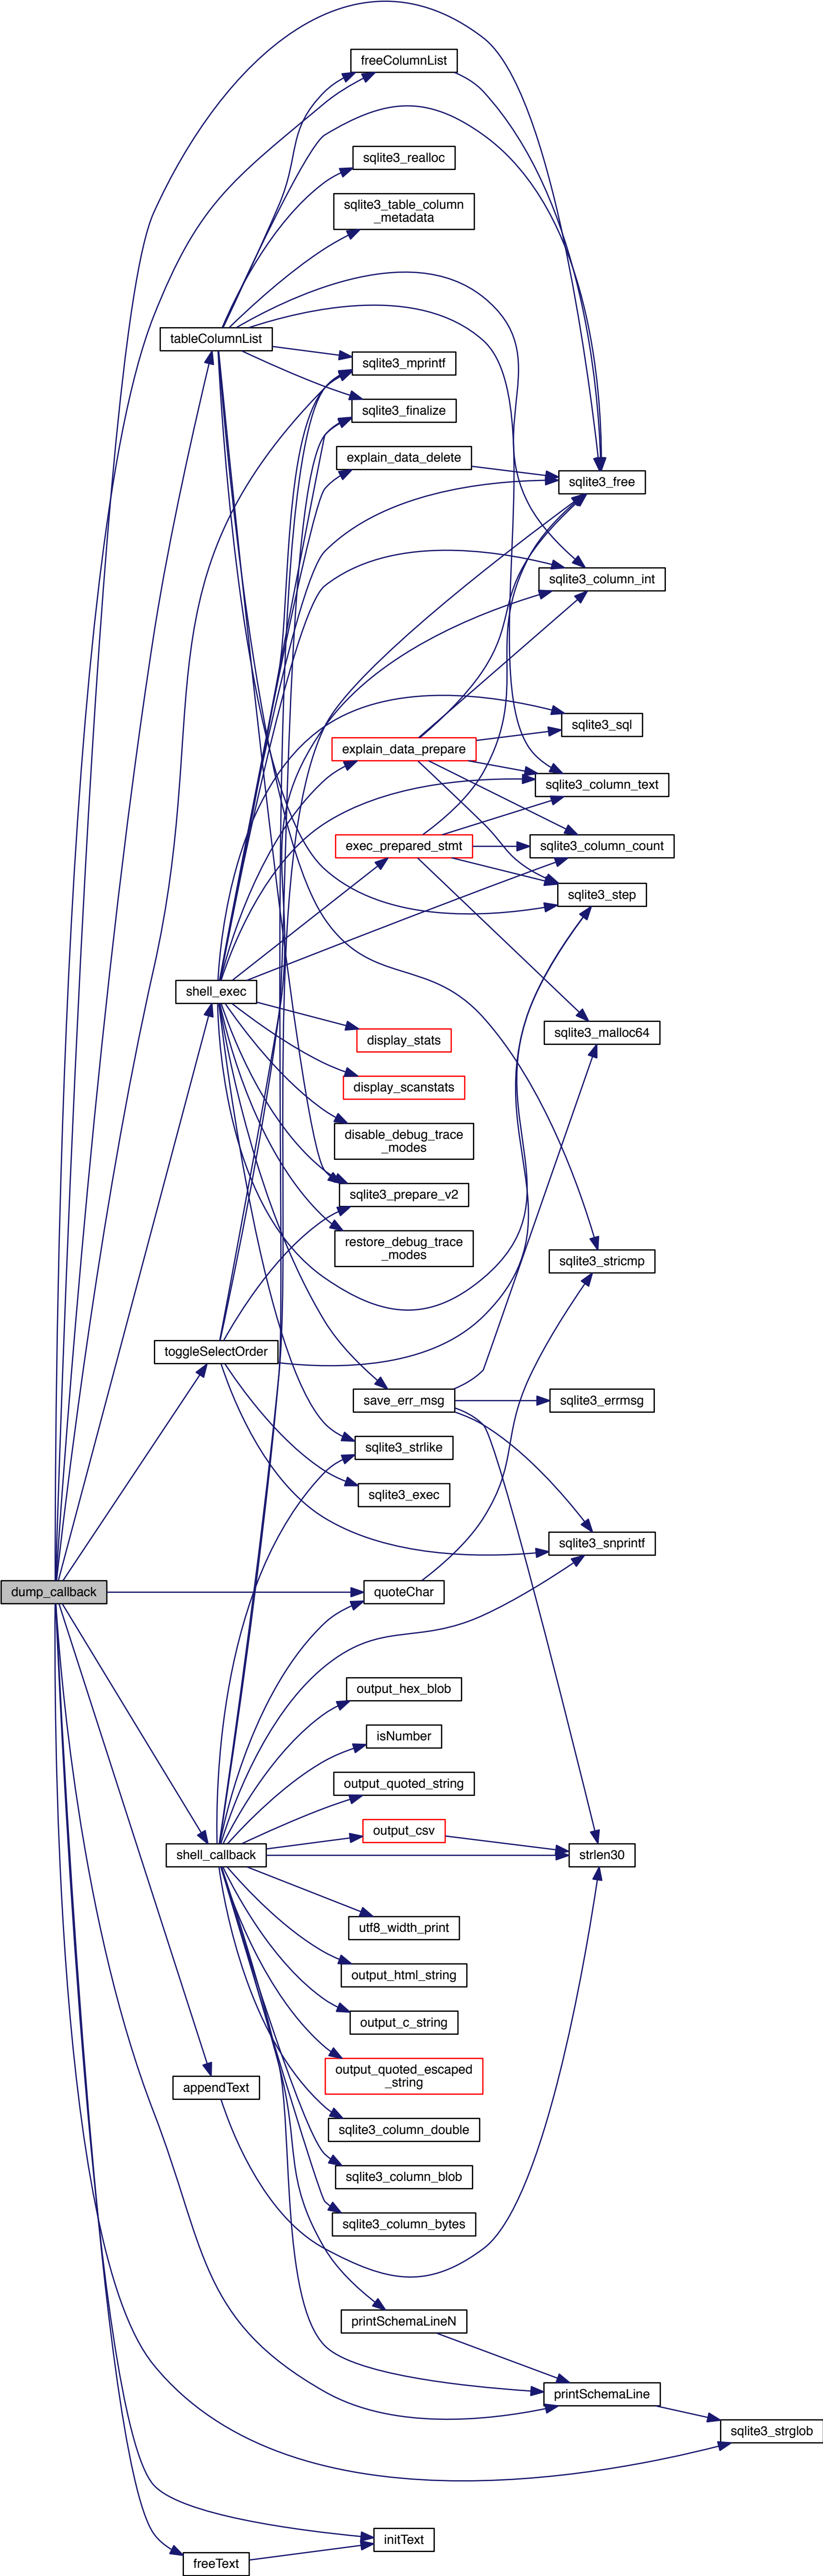 freeColumnList
sqlite3_realloc
sqlite3_table_column
_metadata
tableColumnList
sqlite3_mprintf
sqlite3_finalize
explain_data_delete
sqlite3_free
sqlite3_column_int
sqlite3_sql
explain_data_prepare
sqlite3_column_text
exec_prepared_stmt
sqlite3_column_count
sqlite3_step
shell_exec
sqlite3_malloc64
display_stats
display_scanstats
disable_debug_trace
_modes
sqlite3_prepare_v2
restore_debug_trace
_modes
sqlite3_stricmp
toggleSelectOrder
save_err_msg
sqlite3_errmsg
sqlite3_strlike
sqlite3_exec
sqlite3_snprintf
dump_callback
quoteChar
output_hex_blob
isNumber
output_quoted_string
output_csv
shell_callback
strlen30
utf8_width_print
output_html_string
output_c_string
output_quoted_escaped
_string
appendText
sqlite3_column_double
sqlite3_column_blob
sqlite3_column_bytes
printSchemaLineN
printSchemaLine
sqlite3_strglob
initText
freeText